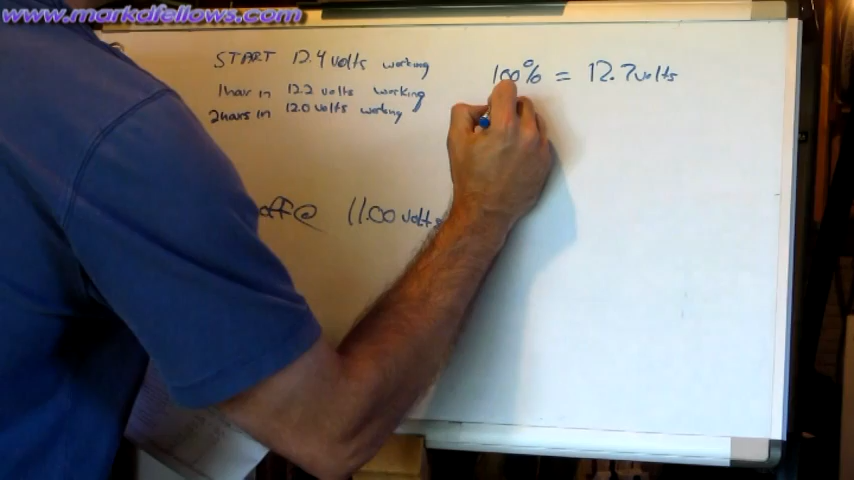 www.markdfellows.com
START 12.4 volts working
1 hour in 12.2 volts working
2 hours in 12.0 volts working
100% = 12.7 volts
off @ 11.00 volts